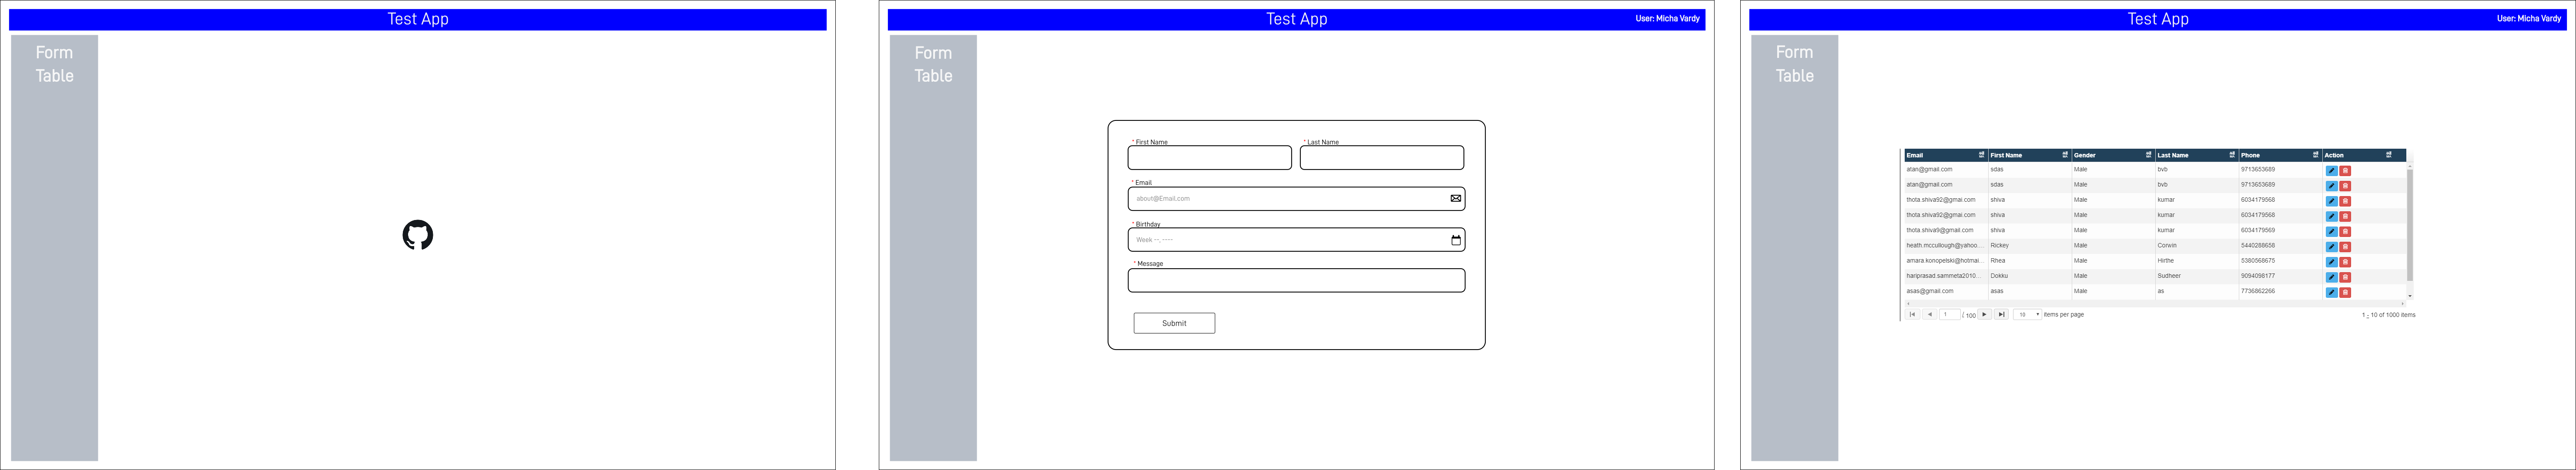 Test App
Form
Table
Test App
User: Micha Vardy
Form
Table
* First Name
* Last Name
* Email
about@Email.com
* Birthday
Week --, ----
* Message
Submit
Test App
User: Micha Vardy
Form
Table
Email First Name Gender Last Name Phone Action
atan@gmail.com sdas Male bvb 9713653689
atan@gmail.com sdas Male bvb 9713653689
thota.shiva92@gmai.com shiva Male kumar 6034179568
thota.shiva92@gmai.com shiva Male kumar 6034179568
thota.shiva9@gmail.com shiva Male kumar 6034179569
heath.mccullough@yahoo.... Rickey Male Corwin 5440288658
amara.konopelski@hotmai... Rhea Male Hirthe 5380568675
hariprasad.sammeta2010... Dokku Male Sudheer 9094098177
asas@gmail.com asas Male as 7736862266
1 / 100 10 items per page 1 - 10 of 1000 items